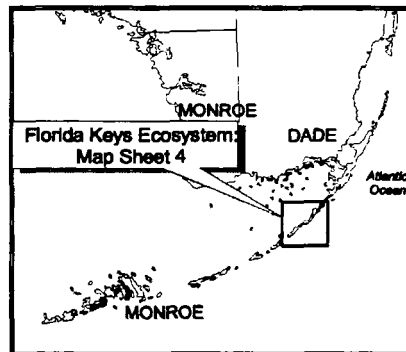 MONROE
Florida Keys Ecosystem:
Map Sheet 4
DADE
Atlantic
Ocean
MONROE